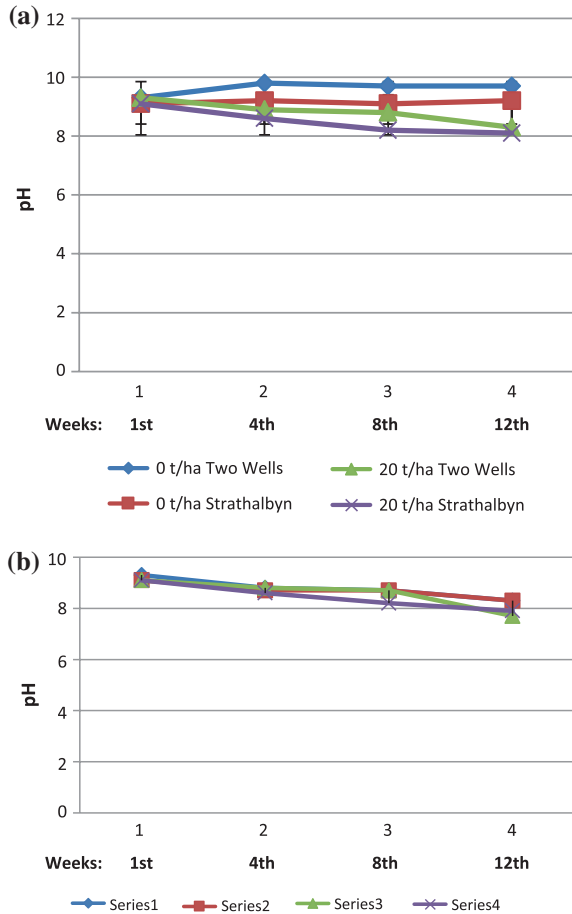 (a)
12
10
8
6
4
2
0
pH
1 2 3 4
Weeks: 1st 4th 8th 12th
0 t/ha Two Wells 20 t/ha Two Wells
0 t/ha Strathalbyn 20 t/ha Strathalbyn
(b)
10
8
6
4
2
0
pH
1 2 3 4
Weeks: 1st 4th 8th 12th
Series1 Series2 Series3 Series4